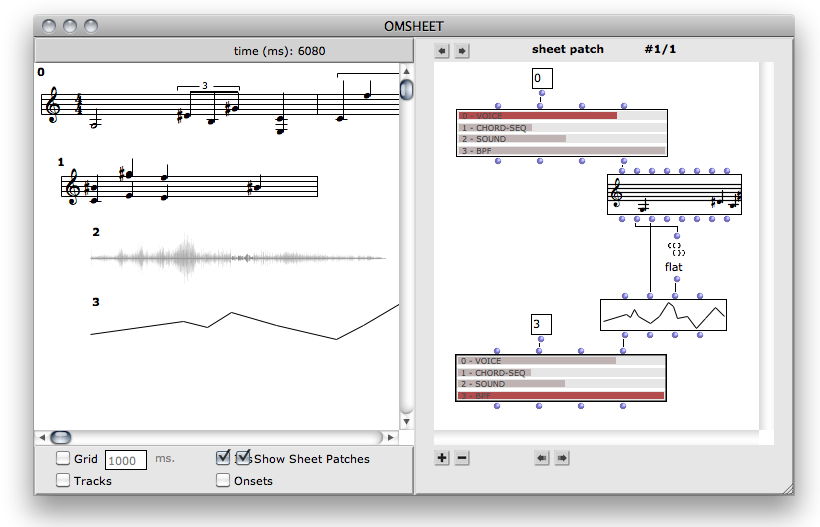 OMSHEET
time (ms): 6080
0
3
1
2
3
Grid 1000 ms.
Show Sheet Patches
Tracks
Onsets
sheet patch #1/1
0
0 - VOICE
1 - CHORD-SEQ
2 - SOUND
3 - BPF
flat
3
0 - VOICE
1 - CHORD-SEQ
2 - SOUND
3 - BPF